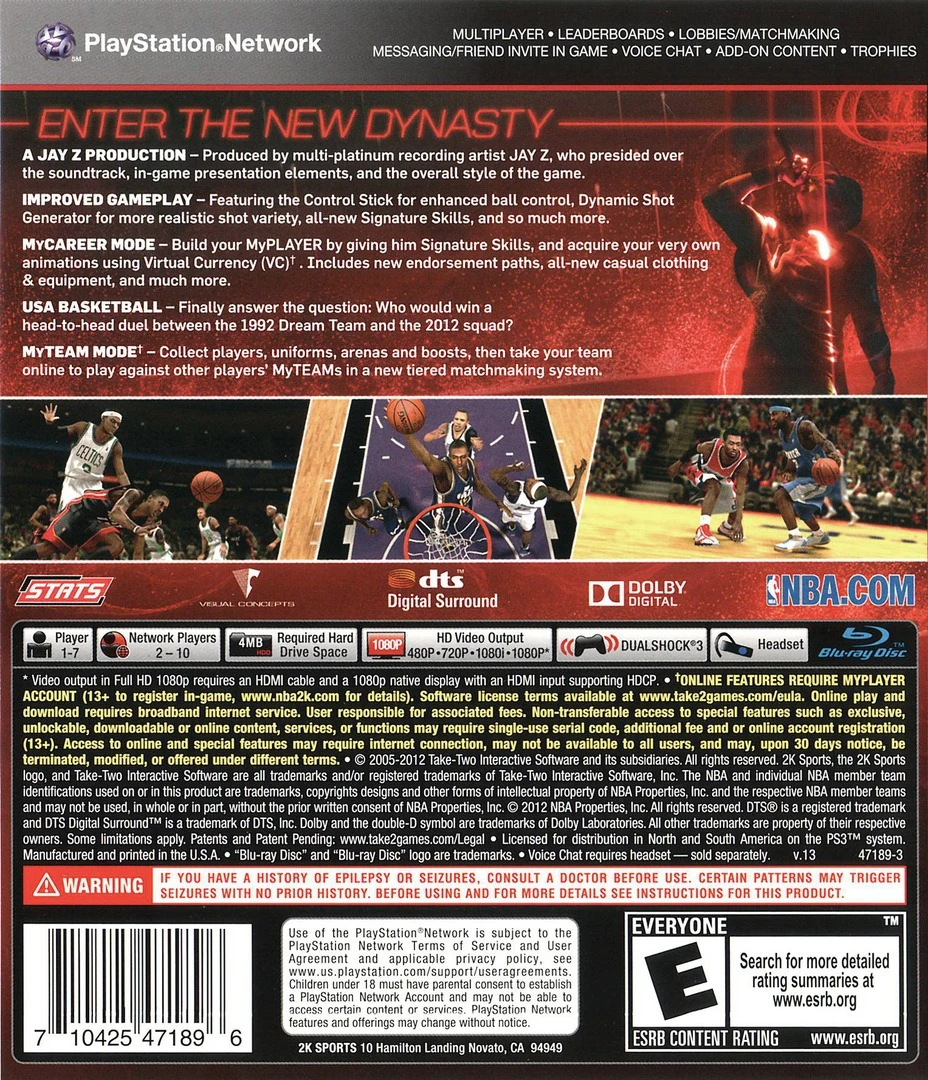 PlayStation®Network
SM
MULTIPLAYER • LEADERBOARDS • LOBBIES/MATCHMAKING
MESSAGING/FRIEND INVITE IN GAME • VOICE CHAT • ADD-ON CONTENT • TROPHIES
ENTER THE NEW DYNASTY
A JAY Z PRODUCTION – Produced by multi-platinum recording artist JAY Z, who presided over
the soundtrack, in-game presentation elements, and the overall style of the game.
IMPROVED GAMEPLAY – Featuring the Control Stick for enhanced ball control, Dynamic Shot
Generator for more realistic shot variety, all-new Signature Skills, and so much more.
MYCAREER MODE – Build your MyPLAYER by giving him Signature Skills, and acquire your very own
animations using Virtual Currency (VC)† . Includes new endorsement paths, all-new casual clothing
& equipment, and much more.
USA BASKETBALL – Finally answer the question: Who would win a
head-to-head duel between the 1992 Dream Team and the 2012 squad?
MYTEAM MODE† – Collect players, uniforms, arenas and boosts, then take your team
online to play against other players' MyTEAMs in a new tiered matchmaking system.
CELTICS
STATS
VISUAL CONCEPTS
dts
Digital Surround
DOLBY
DIGITAL
NBA.COM
Player
1-7
Network Players
2 – 10
4MB
HDD
Required Hard
Drive Space
1080P
HD Video Output
480P•720P•1080i•1080P*
DUALSHOCK®3
Headset
Blu-ray Disc™
* Video output in Full HD 1080p requires an HDMI cable and a 1080p native display with an HDMI input supporting HDCP. • †ONLINE FEATURES REQUIRE MYPLAYER
ACCOUNT (13+ to register in-game, www.nba2k.com for details). Software license terms available at www.take2games.com/eula. Online play and
download requires broadband internet service. User responsible for associated fees. Non-transferable access to special features such as exclusive,
unlockable, downloadable or online content, services, or functions may require single-use serial code, additional fee and or online account registration
(13+). Access to online and special features may require internet connection, may not be available to all users, and may, upon 30 days notice, be
terminated, modified, or offered under different terms. • © 2005-2012 Take-Two Interactive Software and its subsidiaries. All rights reserved. 2K Sports, the 2K Sports
logo, and Take-Two Interactive Software are all trademarks and/or registered trademarks of Take-Two Interactive Software, Inc. The NBA and individual NBA member team
identifications used on or in this product are trademarks, copyrights designs and other forms of intellectual property of NBA Properties, Inc. and the respective NBA member teams
and may not be used, in whole or in part, without the prior written consent of NBA Properties, Inc. © 2012 NBA Properties, Inc. All rights reserved. DTS® is a registered trademark
and DTS Digital Surround™ is a trademark of DTS, Inc. Dolby and the double-D symbol are trademarks of Dolby Laboratories. All other trademarks are property of their respective
owners. Some limitations apply. Patents and Patent Pending: www.take2games.com/Legal • Licensed for distribution in North and South America on the PS3™ system.
Manufactured and printed in the U.S.A. • “Blu-ray Disc” and “Blu-ray Disc” logo are trademarks. • Voice Chat requires headset — sold separately. v.13 47189-3
WARNING
IF YOU HAVE A HISTORY OF EPILEPSY OR SEIZURES, CONSULT A DOCTOR BEFORE USE. CERTAIN PATTERNS MAY TRIGGER
SEIZURES WITH NO PRIOR HISTORY. BEFORE USING AND FOR MORE DETAILS SEE INSTRUCTIONS FOR THIS PRODUCT.
7 10425 47189 6
Use of the PlayStation®Network is subject to the
PlayStation Network Terms of Service and User
Agreement and applicable privacy policy, see
www.us.playstation.com/support/useragreements.
Children under 18 must have parental consent to establish
a PlayStation Network Account and may not be able to
access certain content or services. PlayStation Network
features and offerings may change without notice.
2K SPORTS 10 Hamilton Landing Novato, CA 94949
EVERYONE
TM
E
Search for more detailed
rating summaries at
www.esrb.org
ESRB CONTENT RATING www.esrb.org